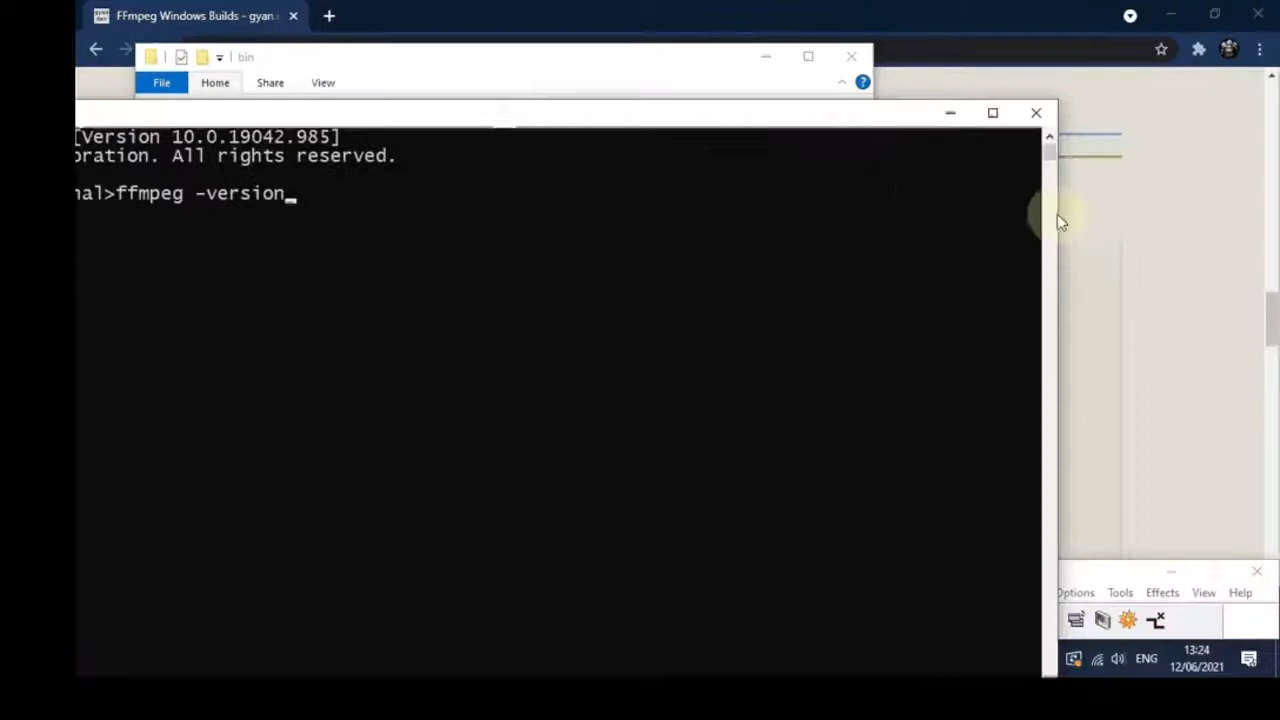 FFmpeg Windows Builds - gyan.
bin
File Home Share View
[Version 10.0.19042.985]
oration. All rights reserved.
nal>ffmpeg -version
Options Tools Effects View Help
ENG
13:24
12/06/2021